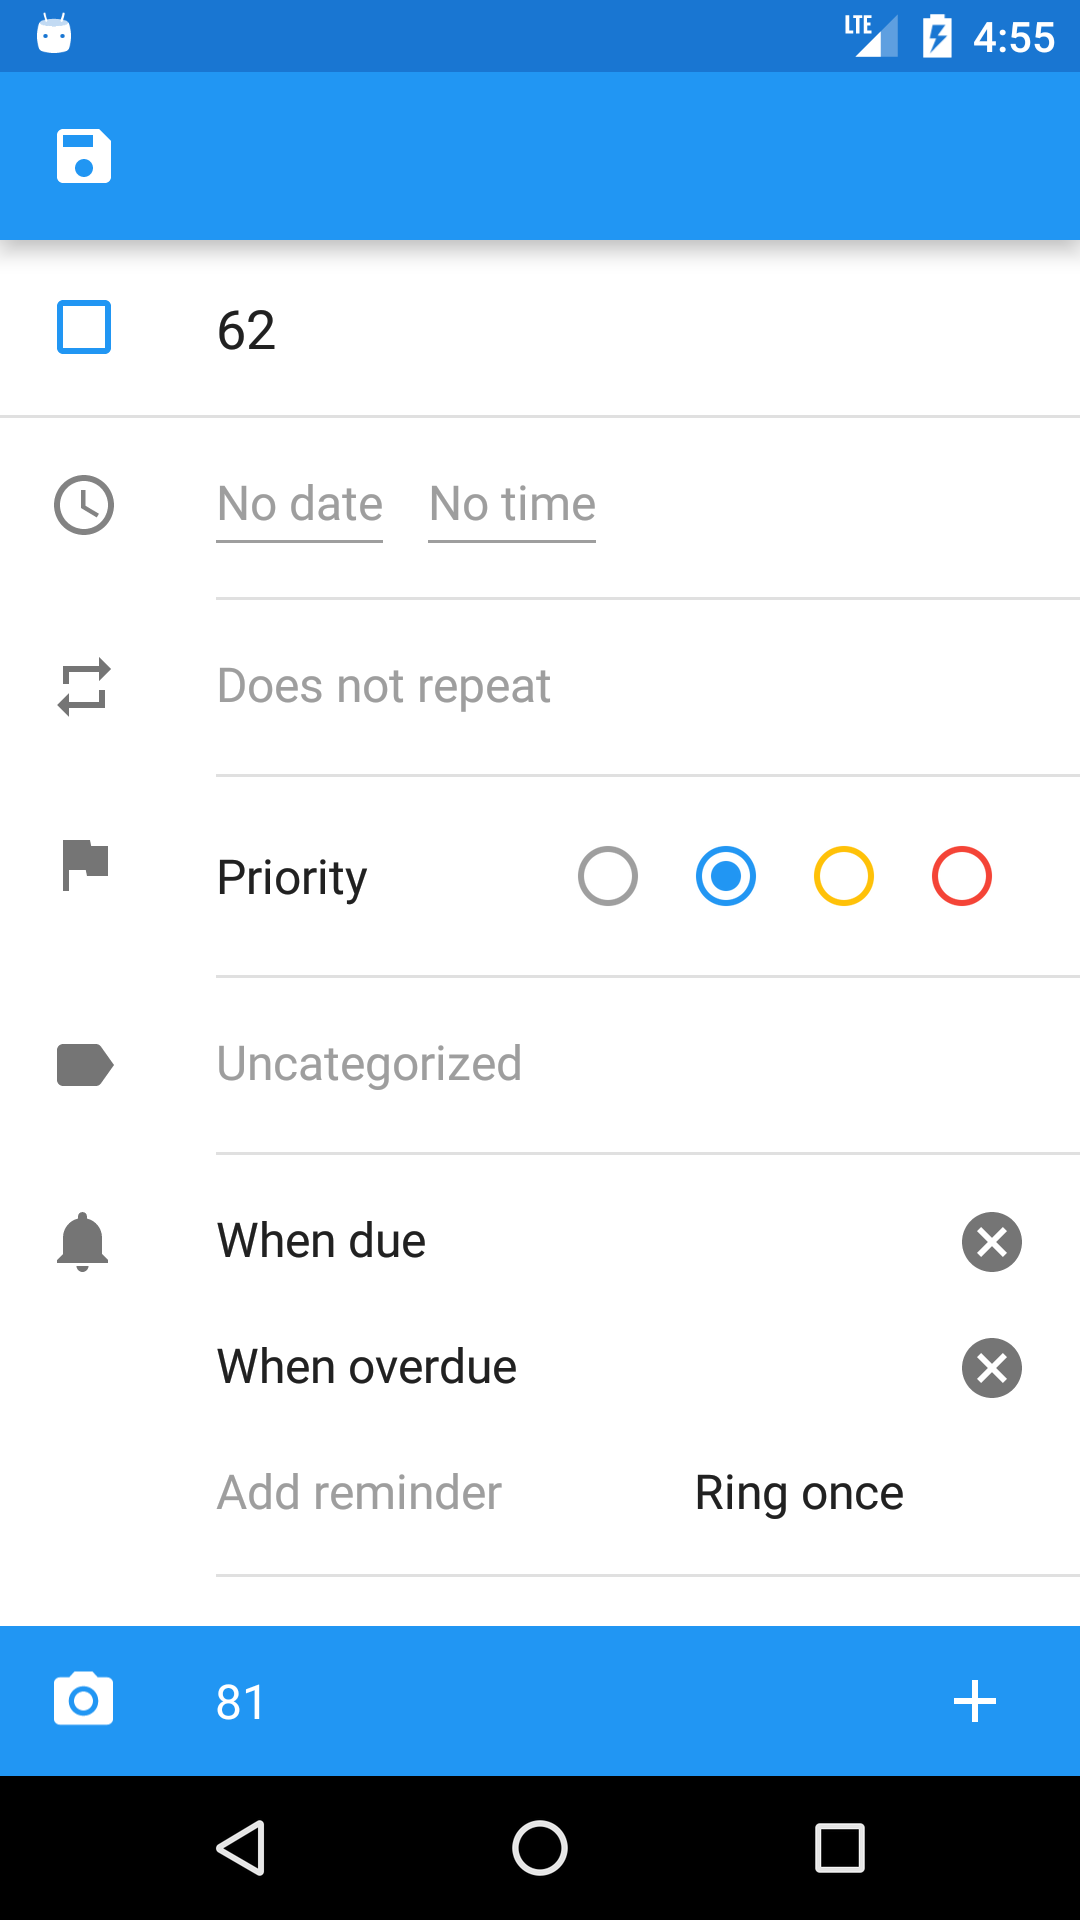 LTE 4:55
62
No date No time
Does not repeat
Priority
Uncategorized
When due
When overdue
Add reminder Ring once
81